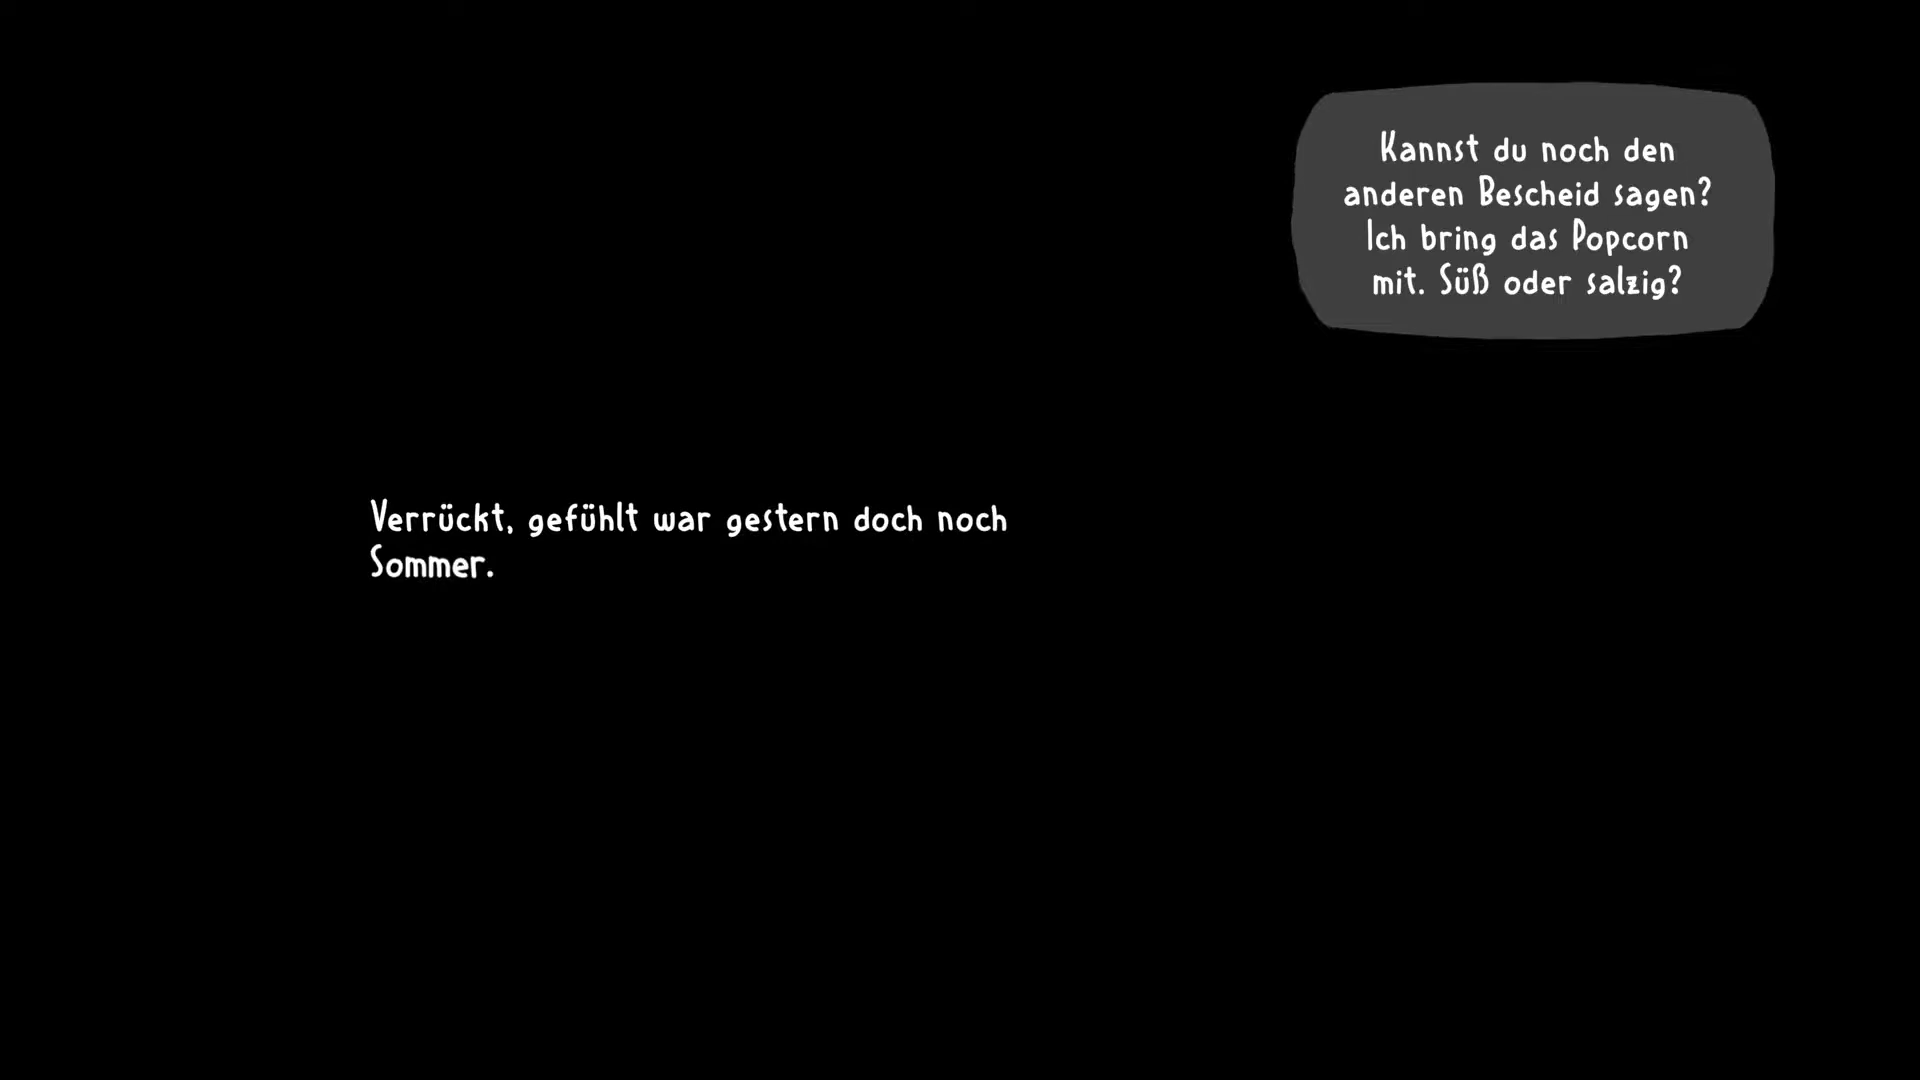 Kannst du noch den
anderen Bescheid sagen?
Ich bring das Popcorn
mit. Süß oder salzig?
Verrückt, gefühlt war gestern doch noch
Sommer.